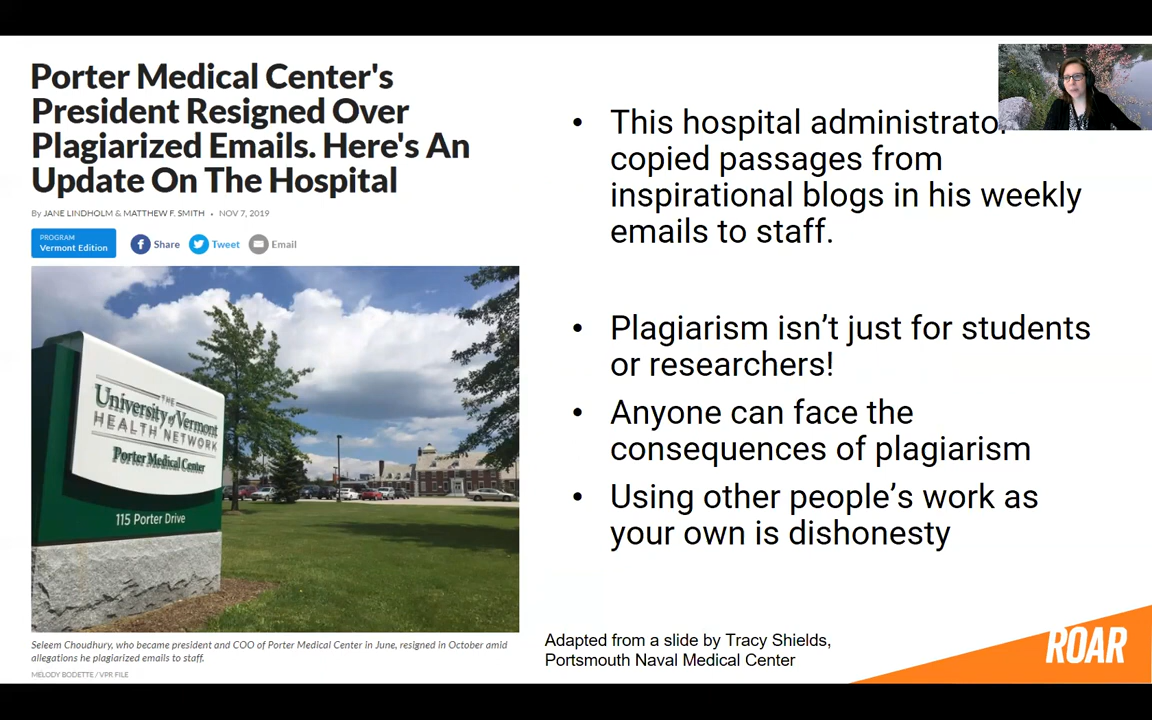 Porter Medical Center's
President Resigned Over
Plagiarized Emails. Here's An
Update On The Hospital
By JANE LINDHOLM & MATTHEW F. SMITH • NOV 7, 2019
PROGRAM
Vermont Edition
Share
Tweet
Email
THE
University of Vermont
HEALTH NETWORK
Porter Medical Center
115 Porter Drive
Seleem Choudhury, who became president and COO of Porter Medical Center in June, resigned in October amid
allegations he plagiarized emails to staff.
MELODY BODETTE / VPR FILE
• This hospital administrator
copied passages from
inspirational blogs in his weekly
emails to staff.
• Plagiarism isn’t just for students
or researchers!
• Anyone can face the
consequences of plagiarism
• Using other people’s work as
your own is dishonesty
Adapted from a slide by Tracy Shields,
Portsmouth Naval Medical Center
ROAR